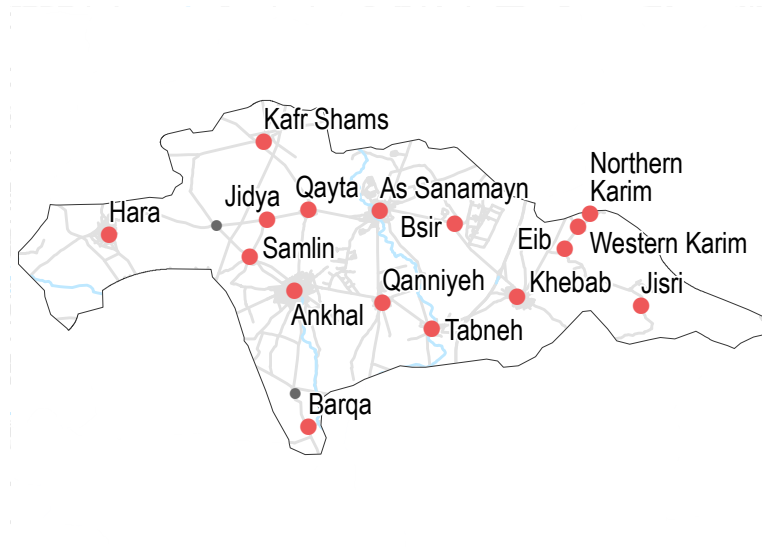 Kafr Shams
Northern
Karim
Jidya
Qayta
As Sanamayn
Hara
Bsir
Eib
Western Karim
Samlin
Qanniyeh
Khebab
Jisri
Ankhal
Tabneh
Barqa